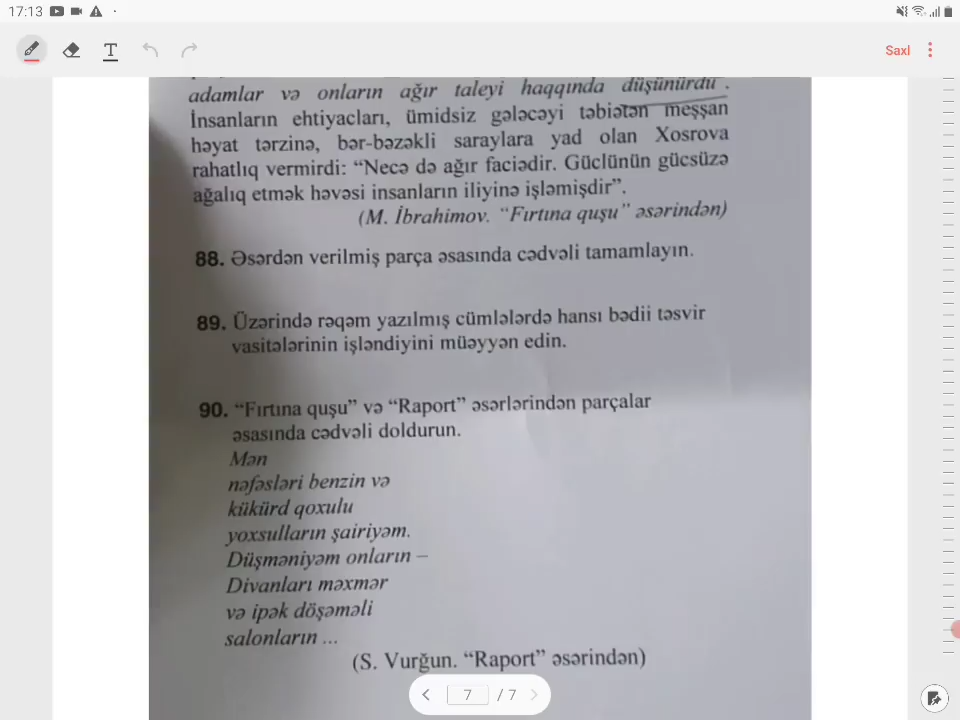 17:13
T
Saxl
adamlar və onların ağır taleyi haqqında düşünürdü .
İnsanların ehtiyacları, ümidsiz gələcəyi təbiətən meşşan
həyat tərzinə, bər-bəzəkli saraylara yad olan Xosrova
rahatlıq vermirdi: “Necə də ağır faciədir. Güclünün gücsüzə
ağalıq etmək həvəsi insanların iliyinə işləmişdir”.
(M. İbrahimov. “Fırtına quşu” əsərindən)
88. Əsərdən verilmiş parça əsasında cədvəli tamamlayın.
89. Üzərində rəqəm yazılmış cümlələrdə hansı bədii təsvir
vasitələrinin işləndiyini müəyyən edin.
90. “Fırtına quşu” və “Raport” əsərlərindən parçalar
əsasında cədvəli doldurun.
Mən
nəfəsləri benzin və
kükürd qoxulu
yoxsulların şairiyəm.
Düşməniyəm onların –
Divanları məxmər
və ipək döşəməli
salonların ...
(S. Vurğun. “Raport” əsərindən)
7 / 7